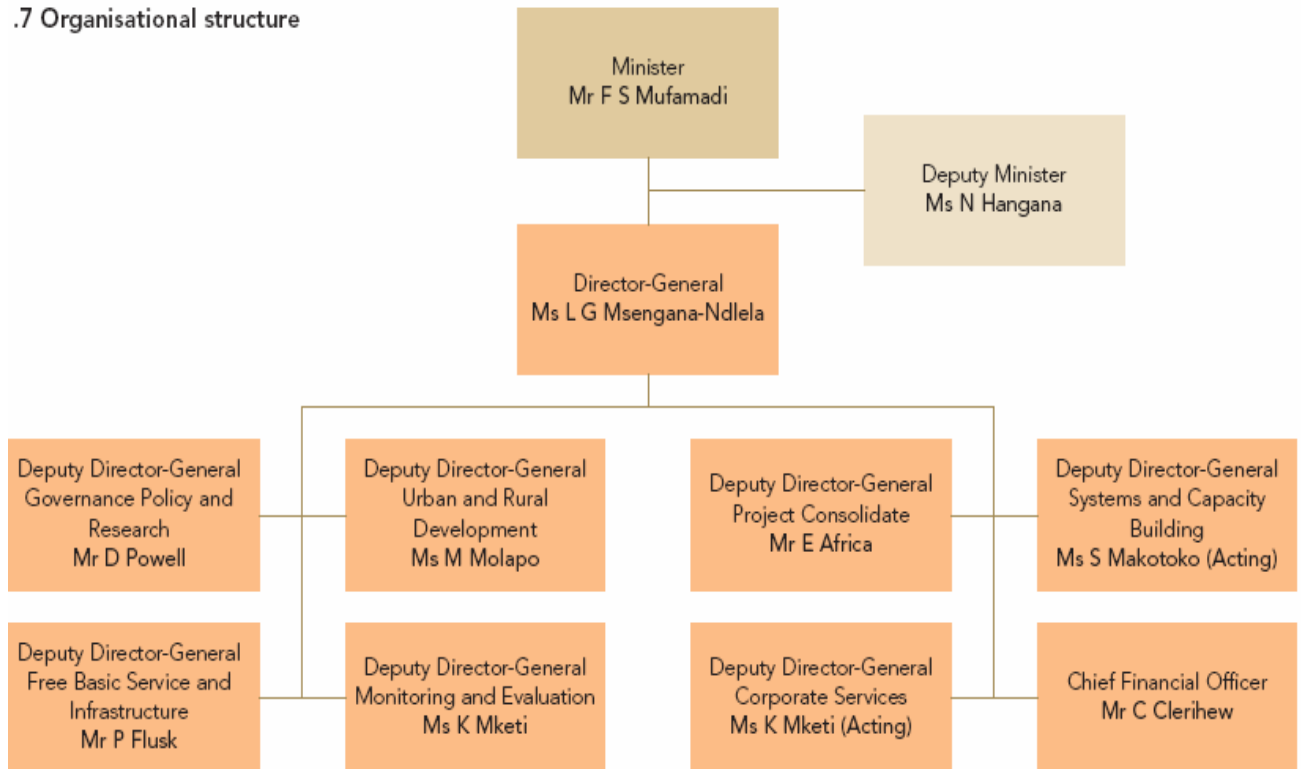 .7 Organisational structure
Minister
Mr F S Mufamadi
Deputy Minister
Ms N Hangana
Director-General
Ms L G Msengana-Ndlela
Deputy Director-General
Governance Policy and
Research
Mr D Powell
Deputy Director-General
Urban and Rural
Development
Ms M Molapo
Deputy Director-General
Project Consolidate
Mr E Africa
Deputy Director-General
Systems and Capacity
Building
Ms S Makotoko (Acting)
Deputy Director-General
Free Basic Service and
Infrastructure
Mr P Flusk
Deputy Director-General
Monitoring and Evaluation
Ms K Mketi
Deputy Director-General
Corporate Services
Ms K Mketi (Acting)
Chief Financial Officer
Mr C Clerihew